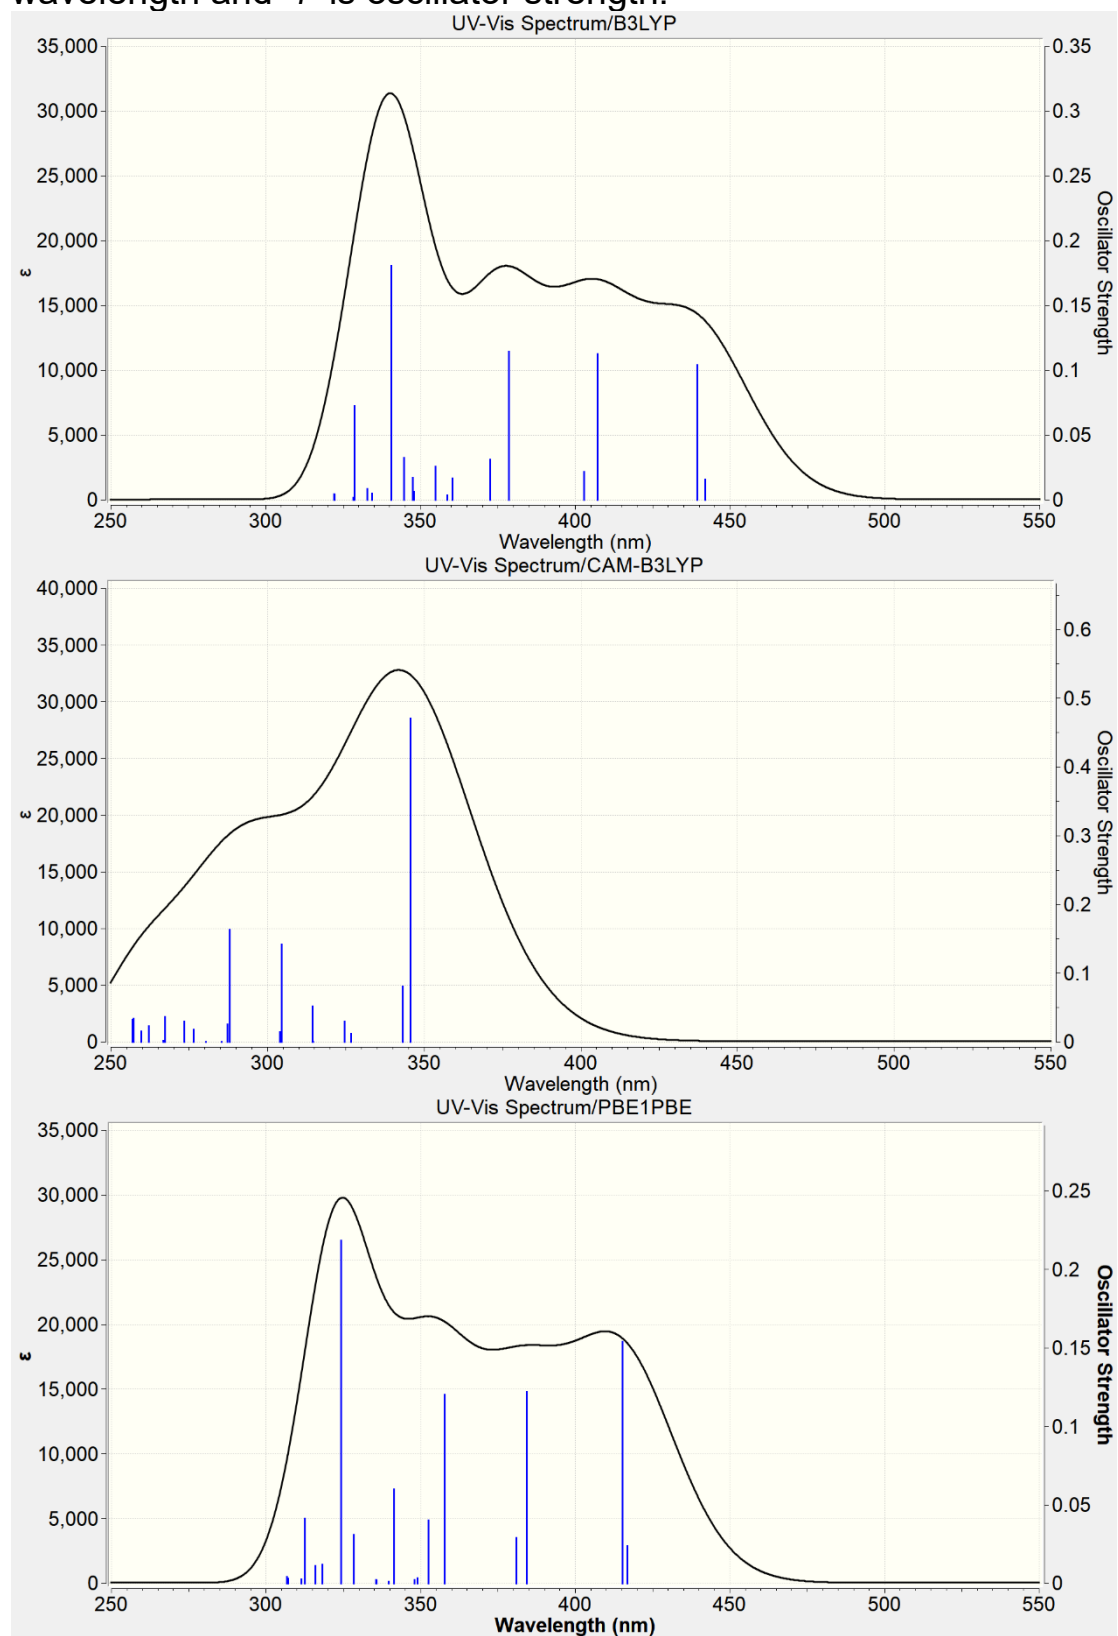 wavelength and "f" is oscillator strength.
UV-Vis Spectrum/B3LYP
35,000
30,000
25,000
20,000
15,000
10,000
5,000
0
ε
0.35
0.3
0.25
0.2
0.15
0.1
0.05
0
Oscillator Strength
250 300 350 400 450 500 550
Wavelength (nm)
UV-Vis Spectrum/CAM-B3LYP
40,000
35,000
30,000
25,000
20,000
15,000
10,000
5,000
0
ε
0.6
0.5
0.4
0.3
0.2
0.1
0
Oscillator Strength
250 300 350 400 450 500 550
Wavelength (nm)
UV-Vis Spectrum/PBE1PBE
35,000
30,000
25,000
20,000
15,000
10,000
5,000
0
ε
0.25
0.2
0.15
0.1
0.05
0
Oscillator Strength
250 300 350 400 450 500 550
Wavelength (nm)